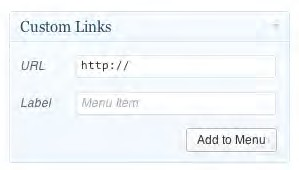 Custom Links
URL http://
Label Menu Item
Add to Menu